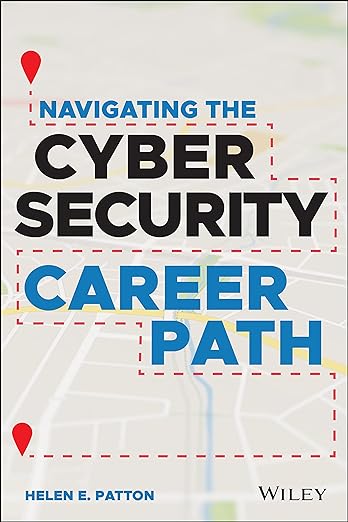 NAVIGATING THE
CYBER
SECURITY
CAREER
PATH
HELEN E. PATTON
WILEY